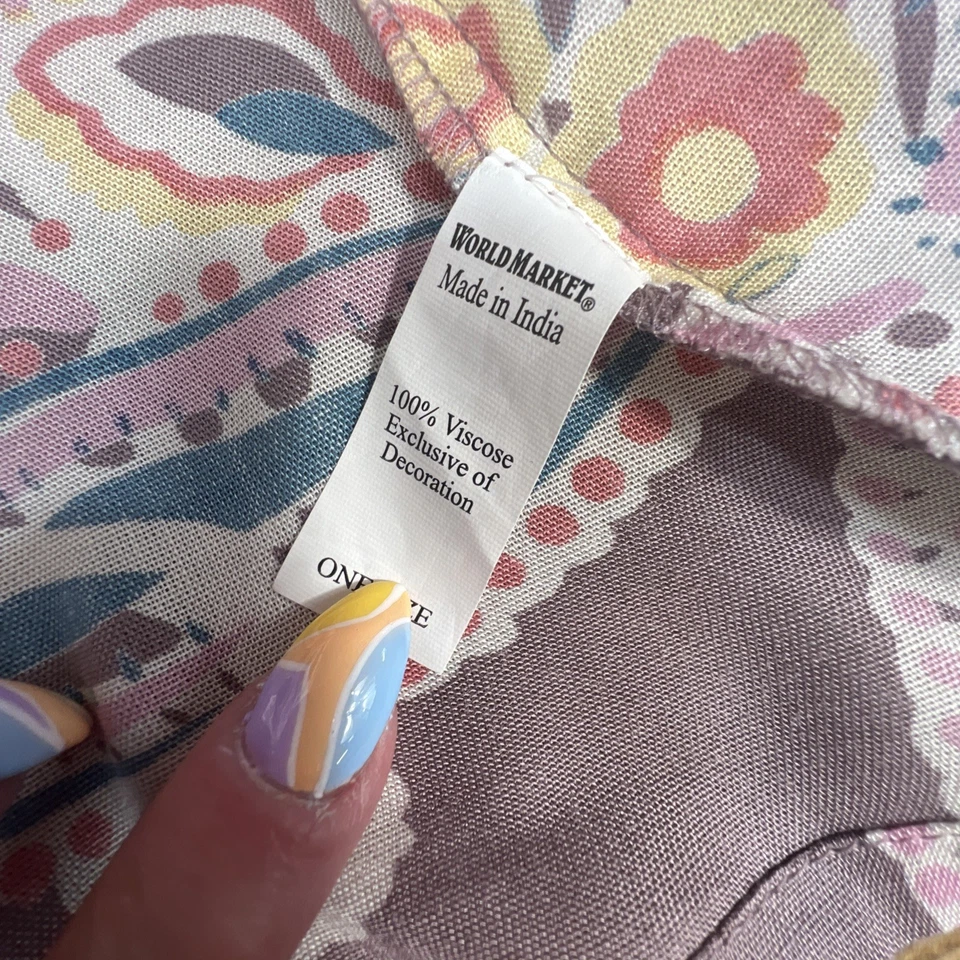 WORLD MARKET®
Made in India
100% Viscose
Exclusive of
Decoration
ONE